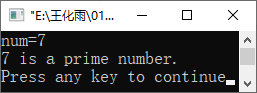 "E:\王化雨\01...
num=7
7 is a prime number.
Press any key to continue